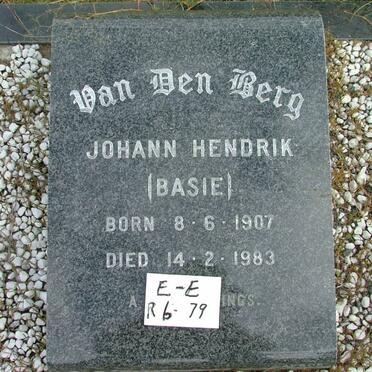 Van Den Berg
JOHANN HENDRIK
(BASIE)
BORN 8·6·1907
DIED 14·2·1983
E-E
R6-79